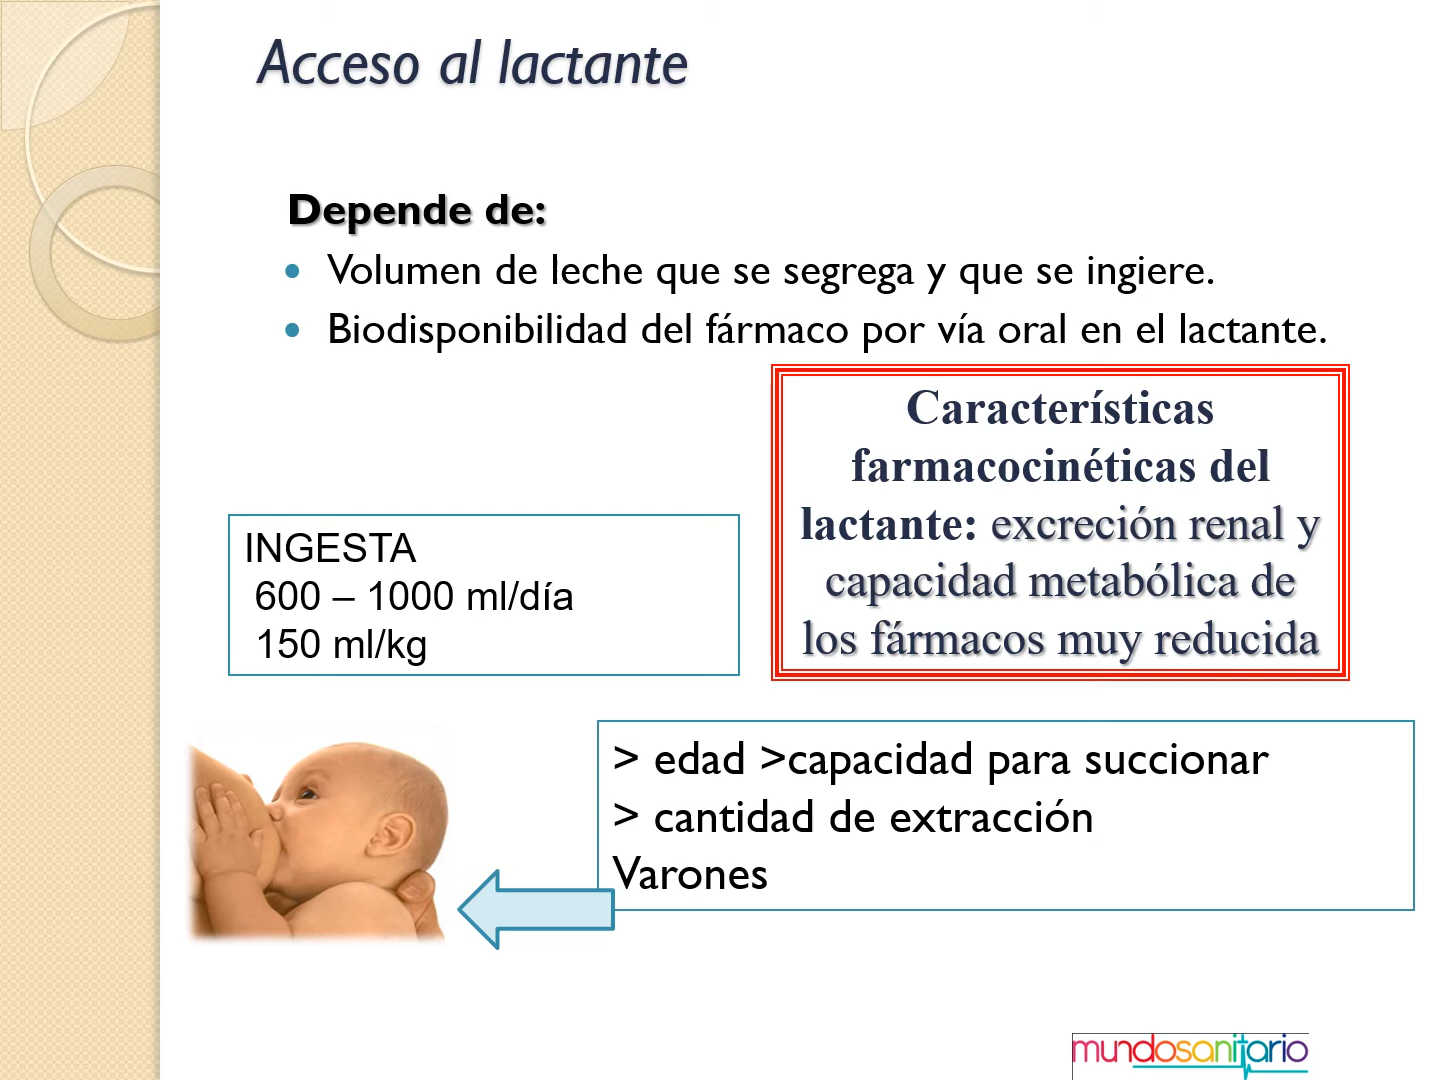 Acceso al lactante
Depende de:
• Volumen de leche que se segrega y que se ingiere.
• Biodisponibilidad del fármaco por vía oral en el lactante.
Características
farmacocinéticas del
lactante: excreción renal y
capacidad metabólica de
los fármacos muy reducida
INGESTA
600 – 1000 ml/día
150 ml/kg
> edad >capacidad para succionar
> cantidad de extracción
Varones
mundosanitario